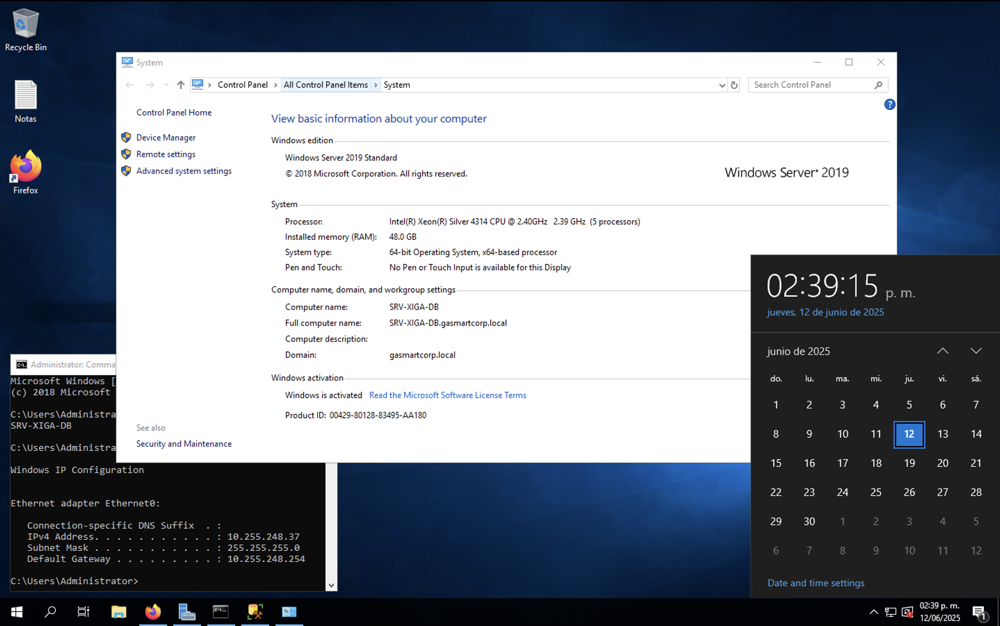 Recycle Bin
Notas
Firefox
System
Control Panel
All Control Panel Items
System
Search Control Panel
?
Control Panel Home
Device Manager
Remote settings
Advanced system settings
View basic information about your computer
Windows edition
Windows Server 2019 Standard
© 2018 Microsoft Corporation. All rights reserved.
Windows Server® 2019
System
Processor: Intel(R) Xeon(R) Silver 4314 CPU @ 2.40GHz 2.39 GHz (5 processors)
Installed memory (RAM): 48.0 GB
System type: 64-bit Operating System, x64-based processor
Pen and Touch: No Pen or Touch Input is available for this Display
Computer name, domain, and workgroup settings
Computer name: SRV-XIGA-DB
Full computer name: SRV-XIGA-DB.gasmartcorp.local
Computer description:
Domain: gasmartcorp.local
Windows activation
Windows is activated Read the Microsoft Software License Terms
Product ID: 00429-80128-83495-AA180
See also
Security and Maintenance
Administrator: Comma
Microsoft Windows [
(c) 2018 Microsoft
C:\Users\Administra
SRV-XIGA-DB
C:\Users\Administra
Windows IP Configuration
Ethernet adapter Ethernet0:
Connection-specific DNS Suffix . :
IPv4 Address. . . . . . . . . . . : 10.255.248.37
Subnet Mask . . . . . . . . . . . : 255.255.255.0
Default Gateway . . . . . . . . . : 10.255.248.254
C:\Users\Administrator>
02:39:15 p. m.
jueves, 12 de junio de 2025
junio de 2025
do. lu. ma. mi. ju. vi. sá.
1 2 3 4 5 6 7
8 9 10 11 12 13 14
15 16 17 18 19 20 21
22 23 24 25 26 27 28
29 30 1 2 3 4 5
6 7 8 9 10 11 12
Date and time settings
02:39 p. m.
12/06/2025
1